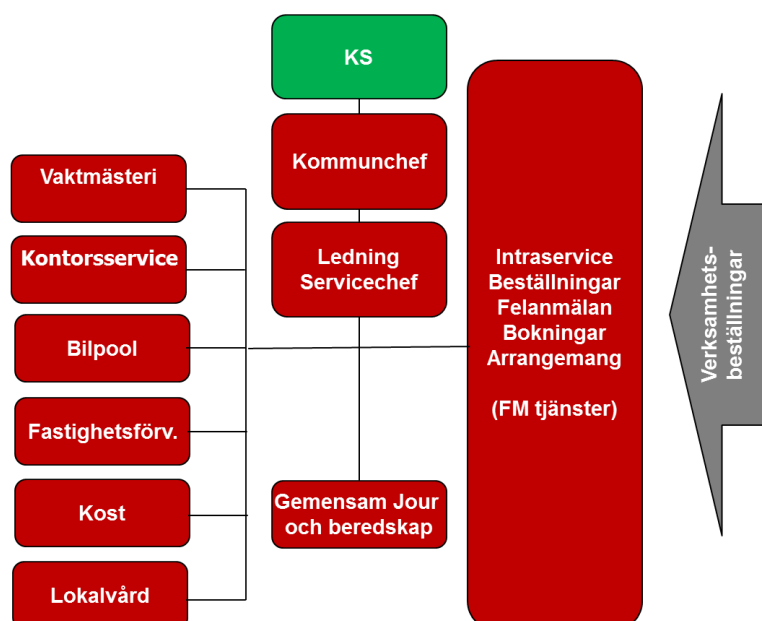 KS
Kommunchef
Ledning
Servicechef
Gemensam Jour
och beredskap
Vaktmästeri
Kontorsservice
Bilpool
Fastighetsförv.
Kost
Lokalvård
Intraservice
Beställningar
Felanmälan
Bokningar
Arrangemang
(FM tjänster)
Verksamhets-
beställningar